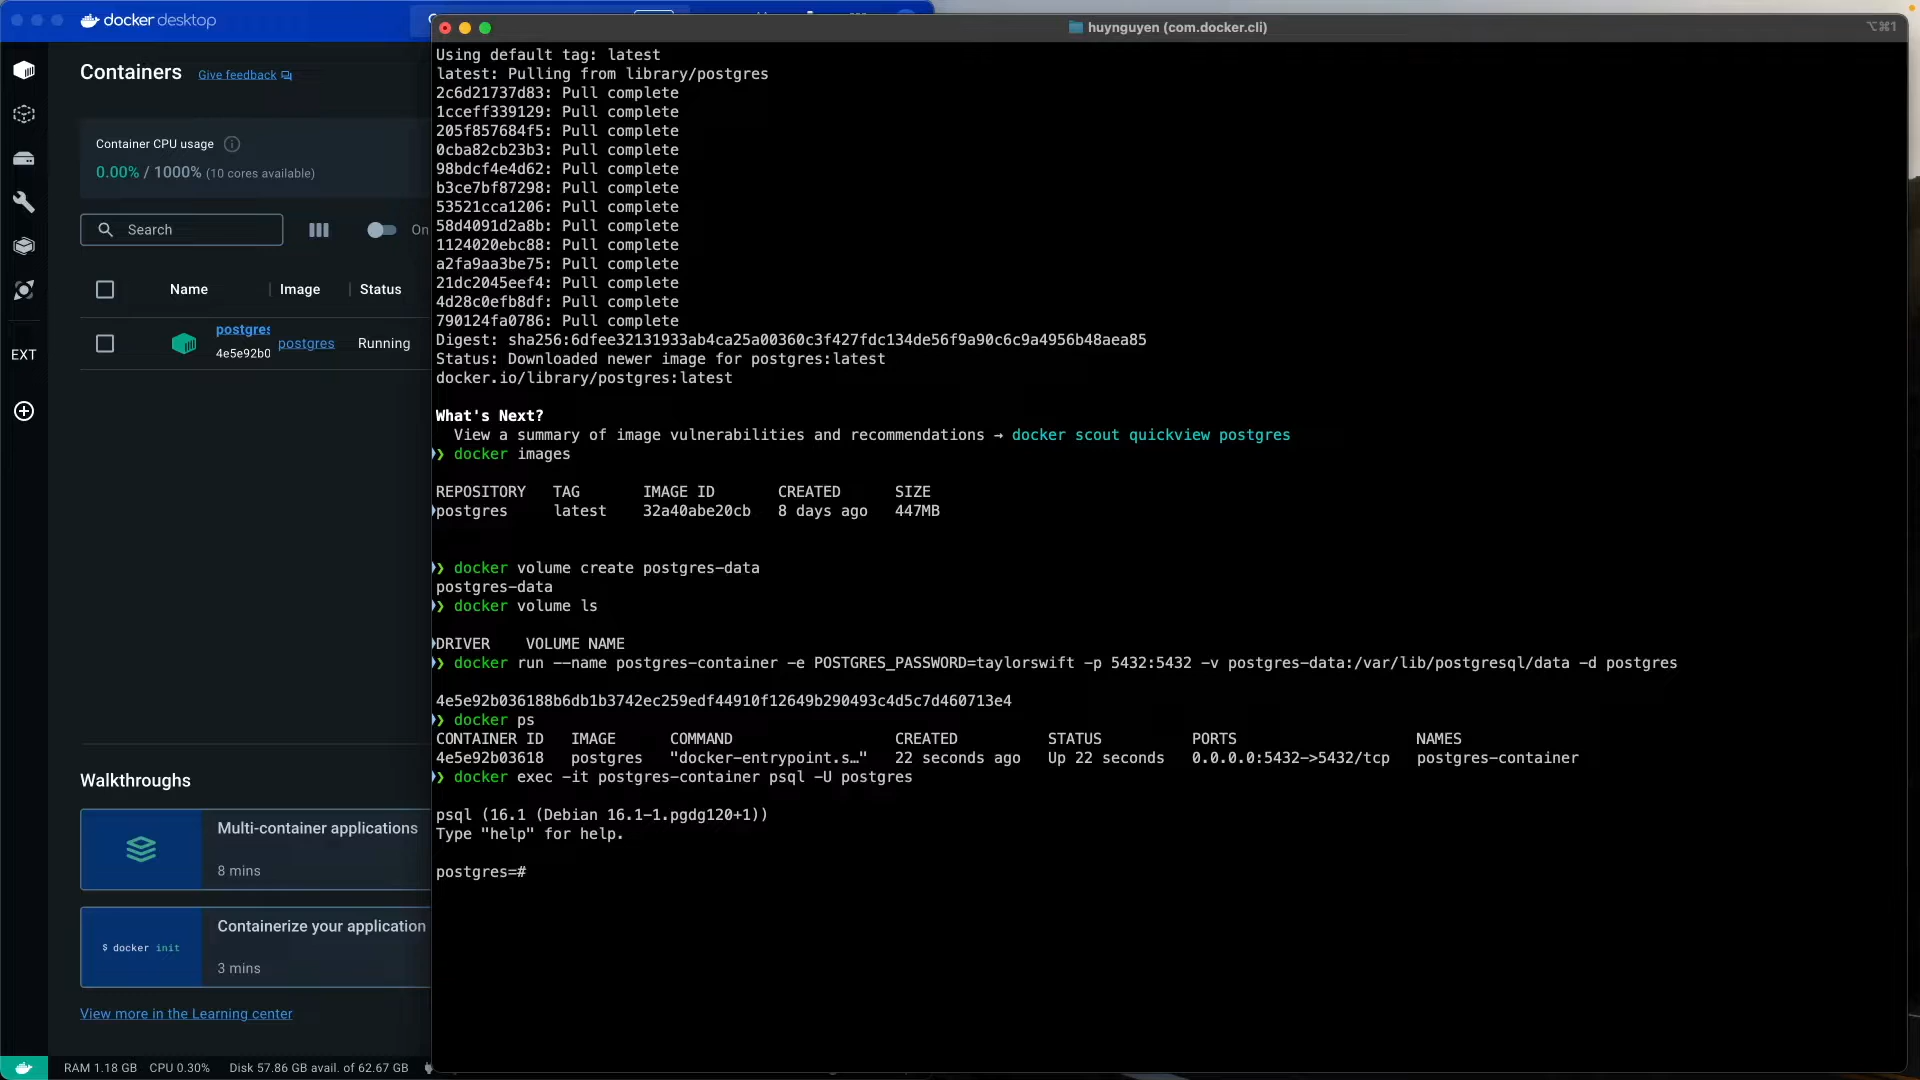 docker desktop
Containers
Give feedback
Container CPU usage
0.00% / 1000% (10 cores available)
Search
On
Name
Image
Status
postgres
4e5e92b0
postgres
Running
EXT
Walkthroughs
Multi-container applications
8 mins
$ docker init
Containerize your application
3 mins
View more in the Learning center
RAM 1.18 GB CPU 0.30% Disk 57.86 GB avail. of 62.67 GB
huynguyen (com.docker.cli)
⌥⌘1
Using default tag: latest
latest: Pulling from library/postgres
2c6d21737d83: Pull complete
1cceff339129: Pull complete
205f857684f5: Pull complete
0cba82cb23b3: Pull complete
98bdcf4e4d62: Pull complete
b3ce7bf87298: Pull complete
53521cca1206: Pull complete
58d4091d2a8b: Pull complete
1124020ebc88: Pull complete
a2fa9aa3be75: Pull complete
21dc2045eef4: Pull complete
4d28c0efb8df: Pull complete
790124fa0786: Pull complete
Digest: sha256:6dfee32131933ab4ca25a00360c3f427fdc134de56f9a90c6c9a4956b48aea85
Status: Downloaded newer image for postgres:latest
docker.io/library/postgres:latest
What's Next?
View a summary of image vulnerabilities and recommendations → docker scout quickview postgres
❯ docker images
REPOSITORY TAG IMAGE ID CREATED SIZE
postgres latest 32a40abe20cb 8 days ago 447MB
❯ docker volume create postgres-data
postgres-data
❯ docker volume ls
DRIVER VOLUME NAME
❯ docker run --name postgres-container -e POSTGRES_PASSWORD=taylorswift -p 5432:5432 -v postgres-data:/var/lib/postgresql/data -d postgres
4e5e92b036188b6db1b3742ec259edf44910f12649b290493c4d5c7d460713e4
❯ docker ps
CONTAINER ID IMAGE COMMAND CREATED STATUS PORTS NAMES
4e5e92b03618 postgres "docker-entrypoint.s…" 22 seconds ago Up 22 seconds 0.0.0.0:5432->5432/tcp postgres-container
❯ docker exec -it postgres-container psql -U postgres
psql (16.1 (Debian 16.1-1.pgdg120+1))
Type "help" for help.
postgres=#